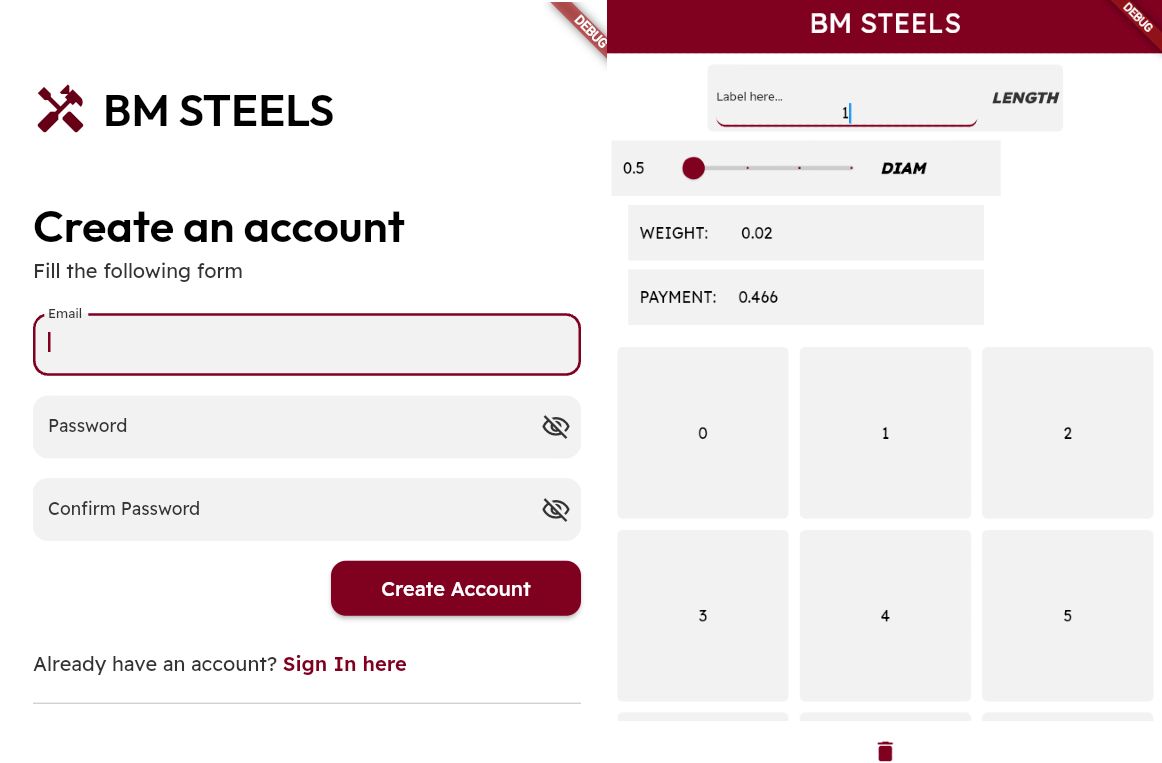 DEBUG
BM STEELS
Create an account
Fill the following form
Email
Password
Confirm Password
Create Account
Already have an account? Sign In here
BM STEELS
DEBUG
Label here...
1
LENGTH
0.5
DIAM
WEIGHT: 0.02
PAYMENT: 0.466
0 1 2
3 4 5